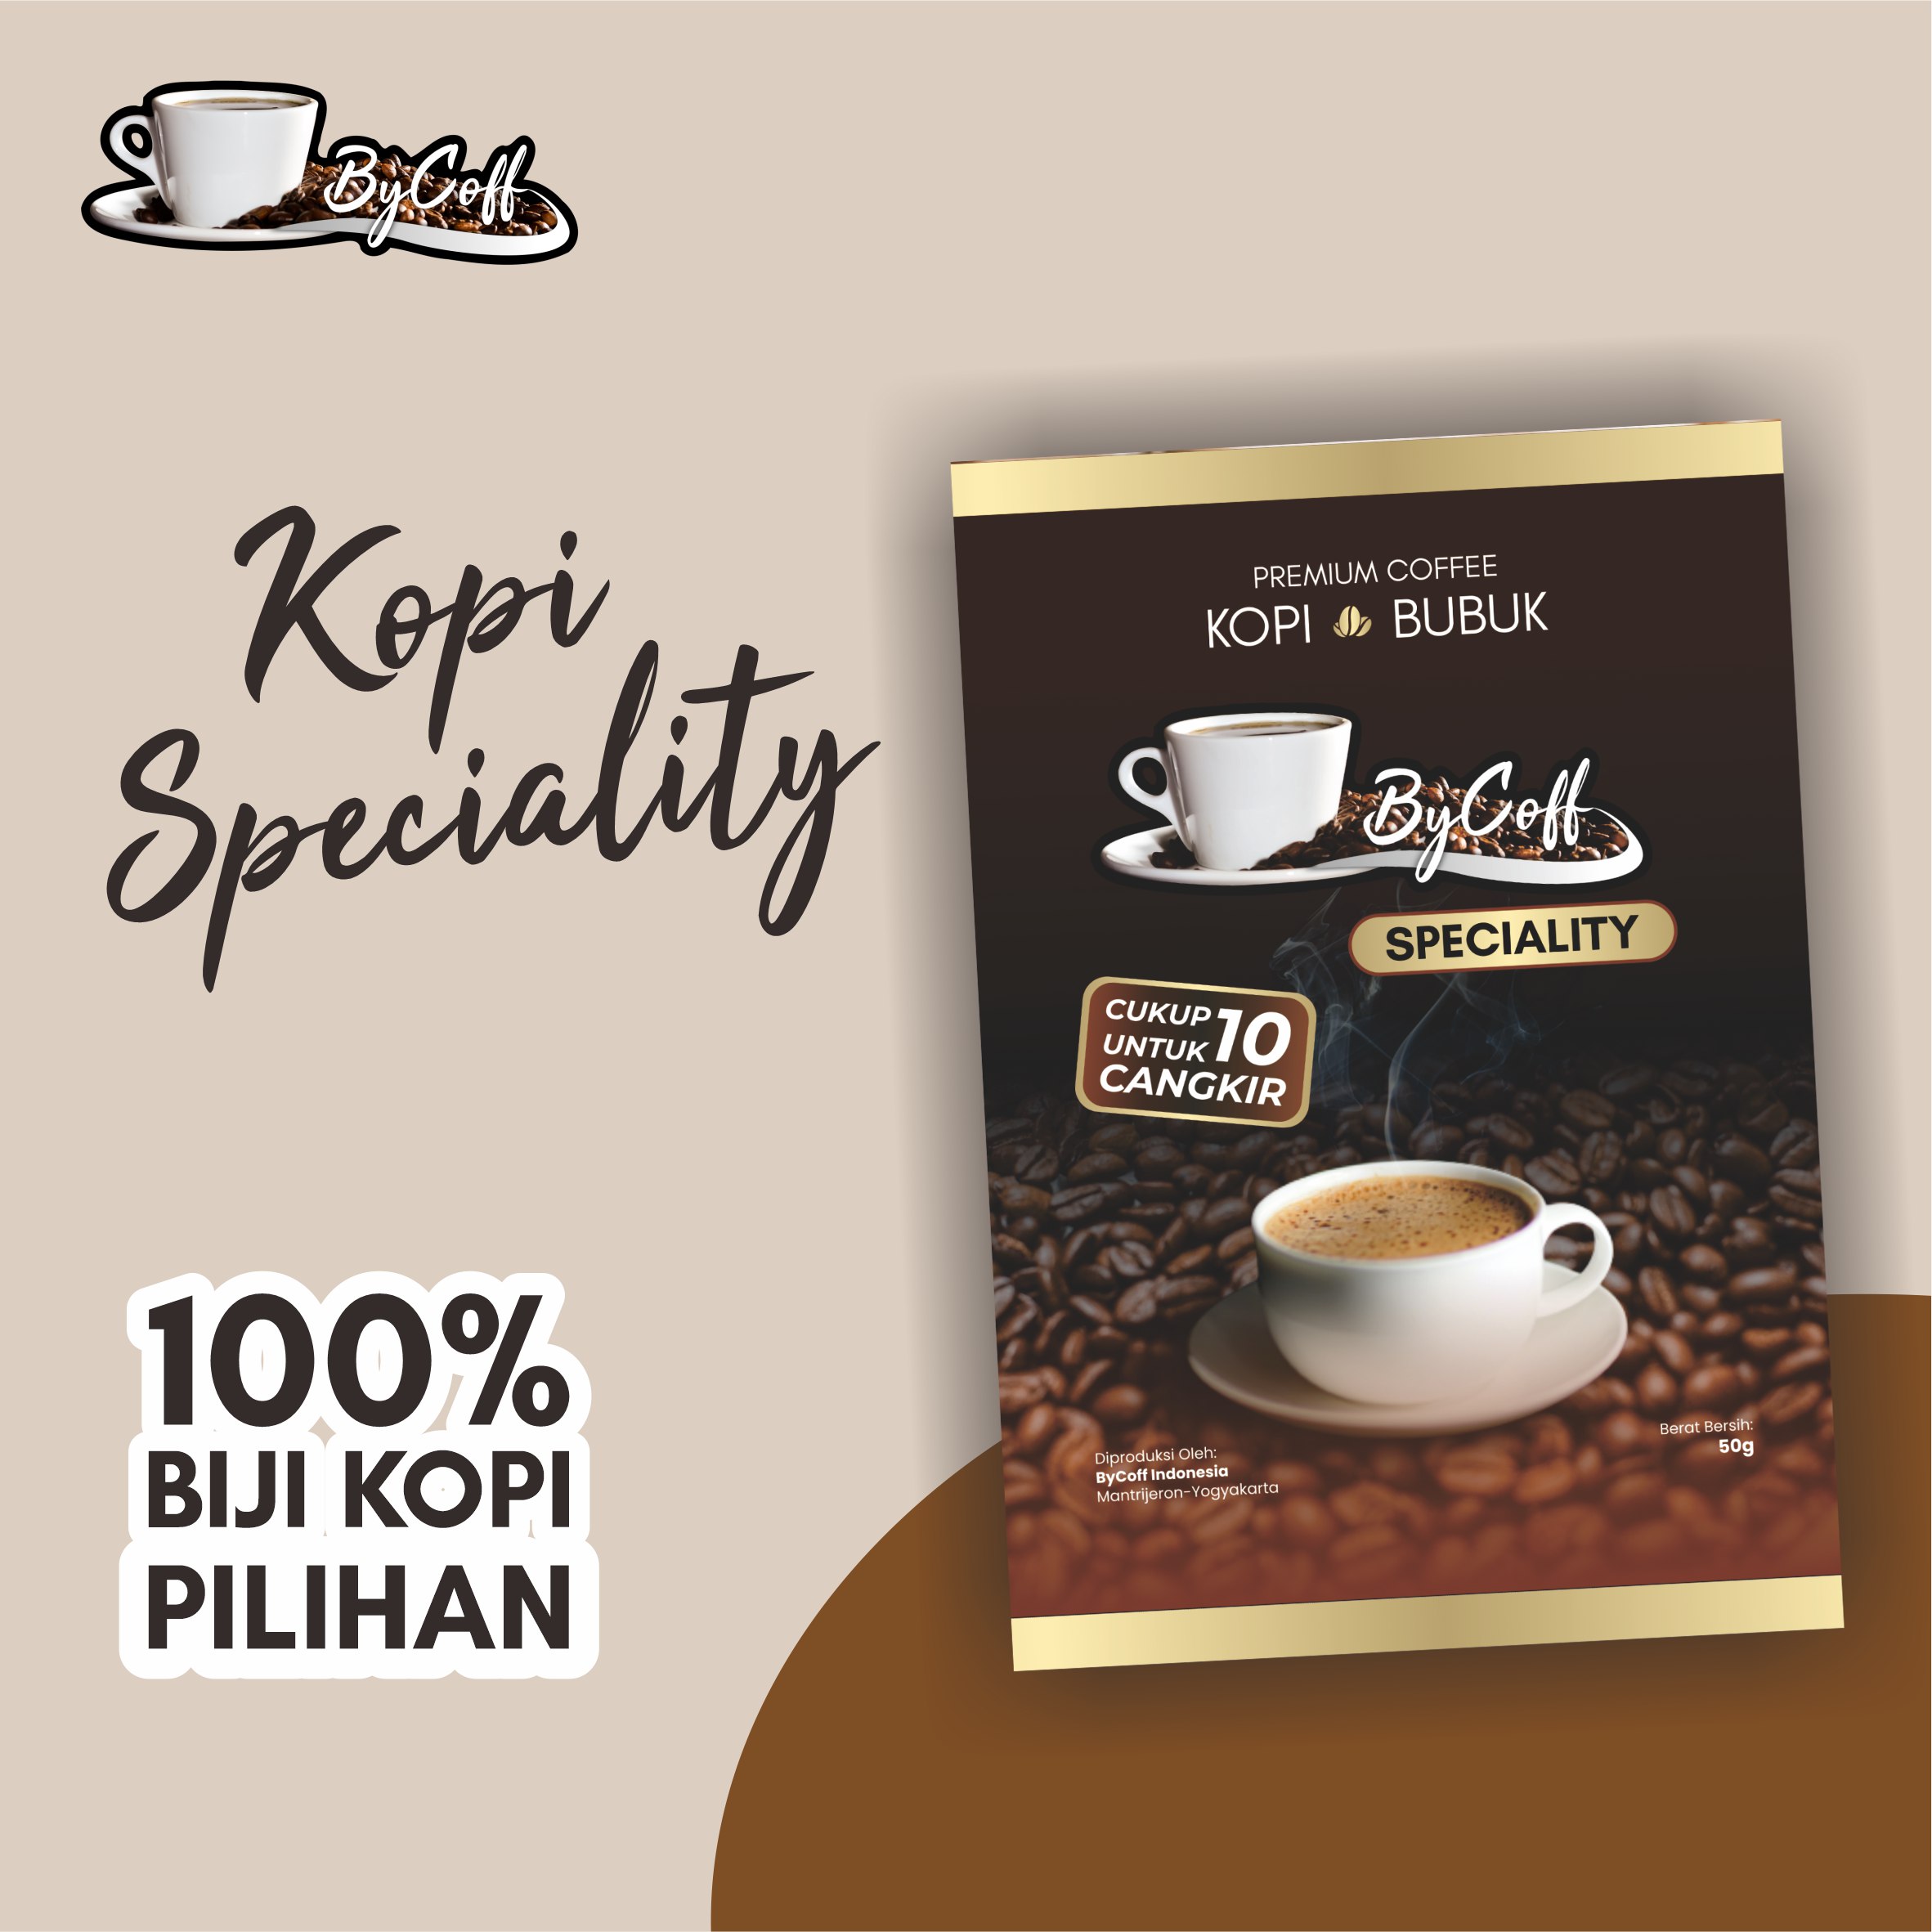 ByCoff
Kopi
Speciality
100%
BIJI KOPI
PILIHAN
PREMIUM COFFEE
KOPI BUBUK
ByCoff
SPECIALITY
CUKUP
UNTUK 10
CANGKIR
Diproduksi Oleh:
ByCoff Indonesia
Mantrijeron-Yogyakarta
Berat Bersih:
50g